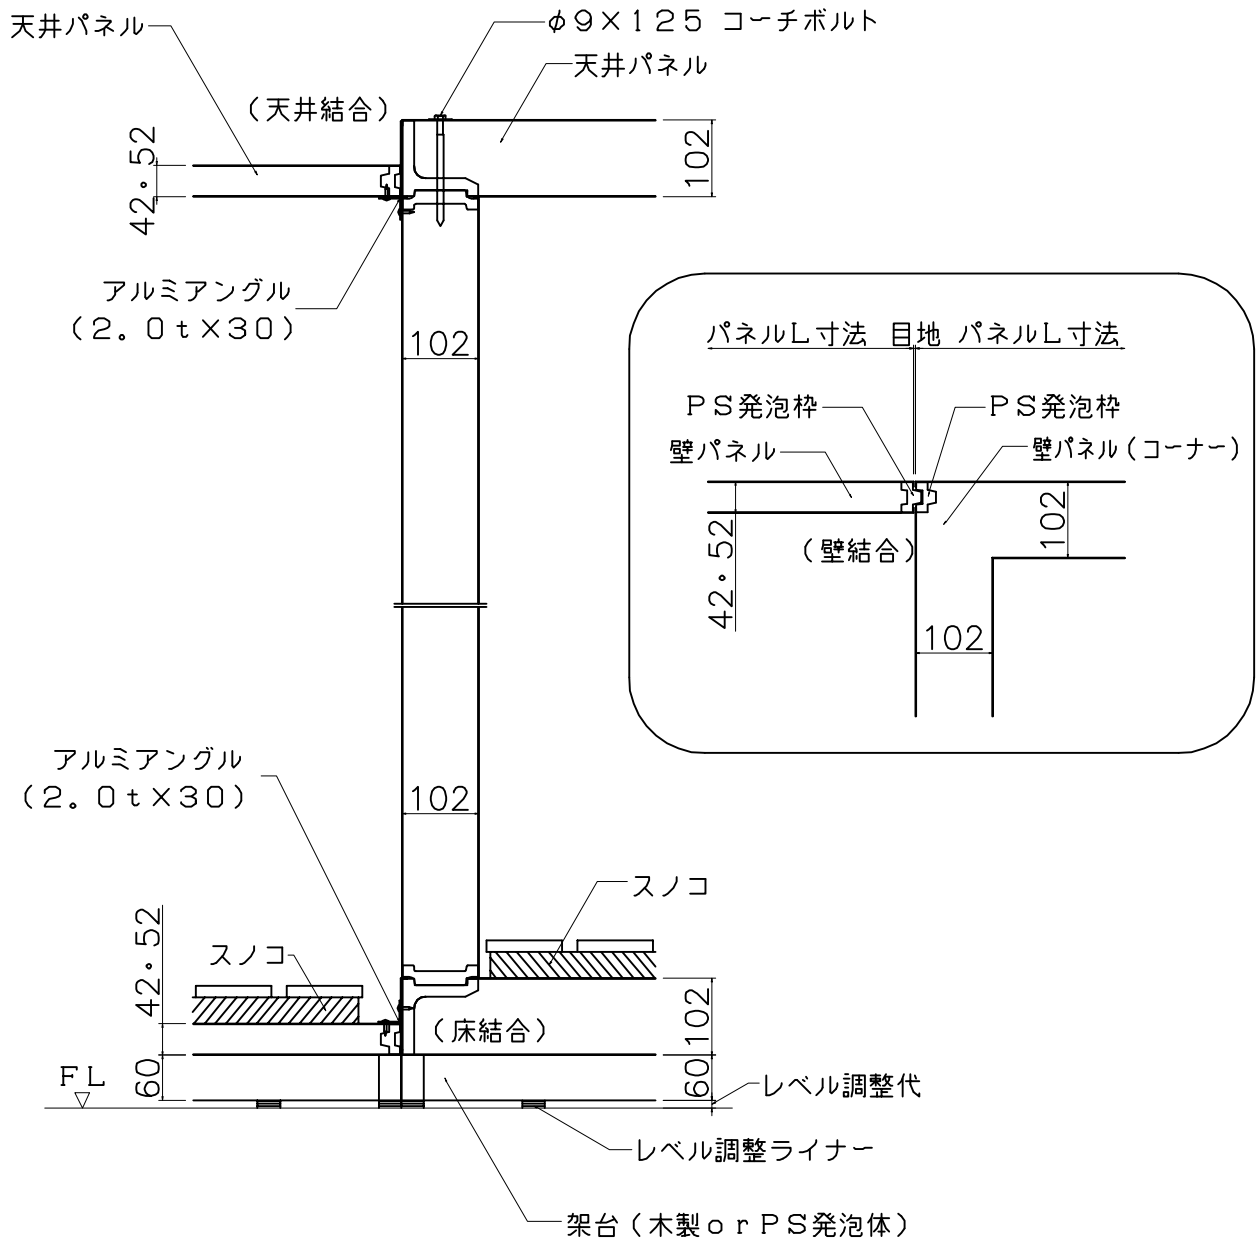 天井パネル
φ9×125 コーチボルト
天井パネル
(天井結合)
42.52
102
アルミアングル
(2.0t×30)
102
パネルL寸法 目地 パネルL寸法
PS発泡枠
PS発泡枠
壁パネル
壁パネル(コーナー)
(壁結合)
42.52
102
102
アルミアングル
(2.0t×30)
102
スノコ
スノコ
42.52
(床結合)
102
FL
60
60
レベル調整代
レベル調整ライナー
架台(木製orPS発泡体)